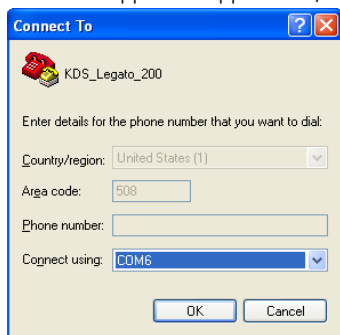 Connect To
KDS_Legato_200
Enter details for the phone number that you want to dial:
Country/region: United States (1)
Area code: 508
Phone number:
Connect using: COM6
OK Cancel